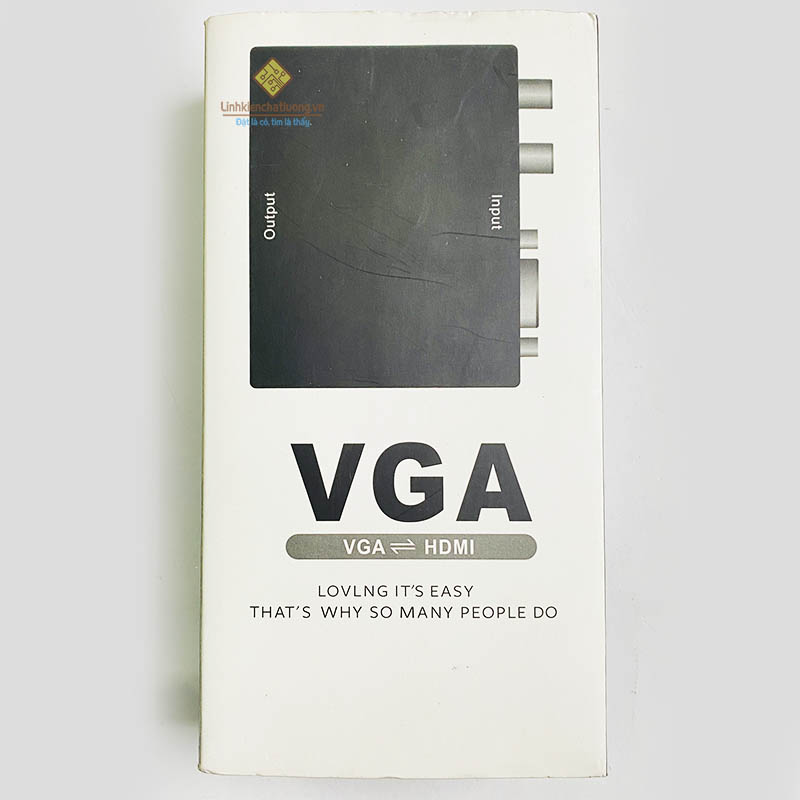 Linhkienchatluong.vn
Đặt là có, tìm là thấy.
Output
Input
VGA
VGA ⇌ HDMI
LOVLNG IT'S EASY
THAT'S WHY SO MANY PEOPLE DO